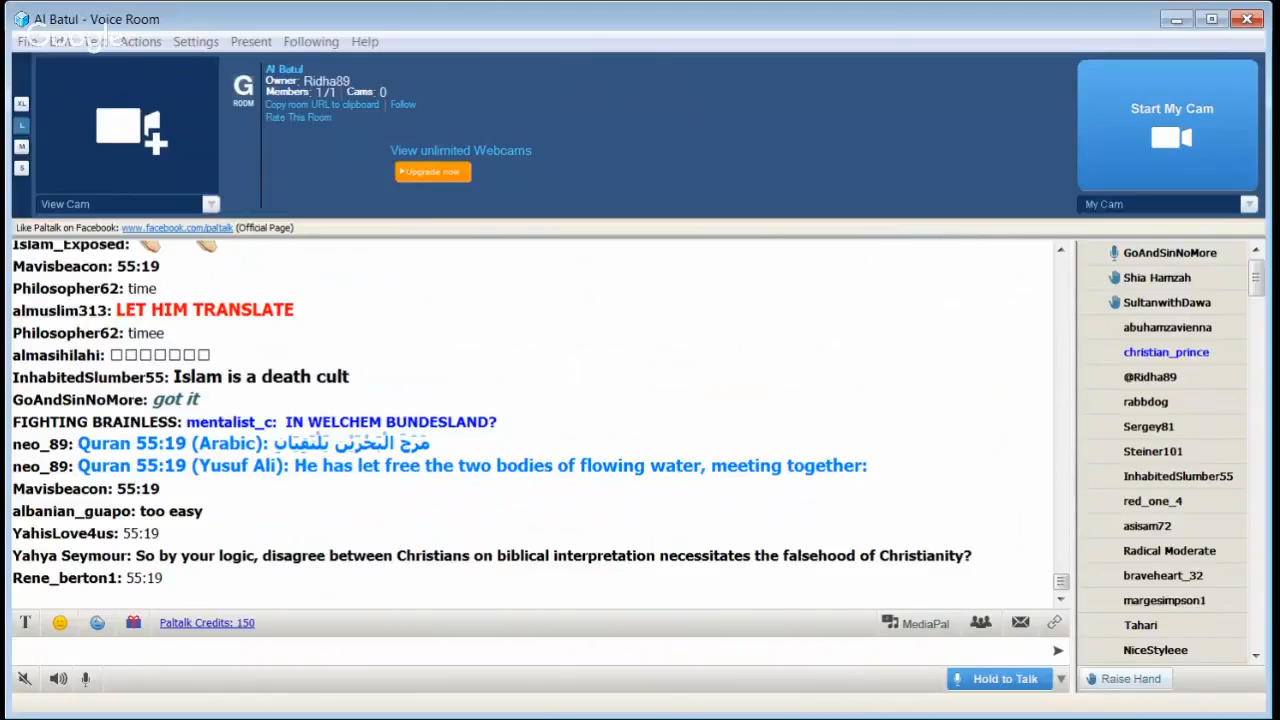 Al Batul - Voice Room
Google
Actions Settings Present Following Help
G
ROOM
Al Batul
Owner: Ridha89
Members: 1/1 Cams: 0
Copy room URL to clipboard | Follow
Rate This Room
View unlimited Webcams
Upgrade now
Start My Cam
XL
L
M
S
View Cam
My Cam
Like Paltalk on Facebook: www.facebook.com/paltalk (Official Page)
Islam_Exposed:
Mavisbeacon: 55:19
Philosopher62: time
almuslim313: LET HIM TRANSLATE
Philosopher62: timee
almasihilahi: □□□□□□□
InhabitedSlumber55: Islam is a death cult
GoAndSinNoMore: got it
FIGHTING BRAINLESS: mentalist_c: IN WELCHEM BUNDESLAND?
neo_89: Quran 55:19 (Arabic): مَرَجَ الْبَحْرَيْنِ يَلْتَقِيَانِ
neo_89: Quran 55:19 (Yusuf Ali): He has let free the two bodies of flowing water, meeting together:
Mavisbeacon: 55:19
albanian_guapo: too easy
YahisLove4us: 55:19
Yahya Seymour: So by your logic, disagree between Christians on biblical interpretation necessitates the falsehood of Christianity?
Rene_berton1: 55:19
GoAndSinNoMore
Shia Hamzah
SultanwithDawa
abuhamzavienna
christian_prince
@Ridha89
rabbdog
Sergey81
Steiner101
InhabitedSlumber55
red_one_4
asisam72
Radical Moderate
braveheart_32
margesimpson1
Tahari
NiceStyleee
T
Paltalk Credits: 150
MediaPal
Hold to Talk
Raise Hand